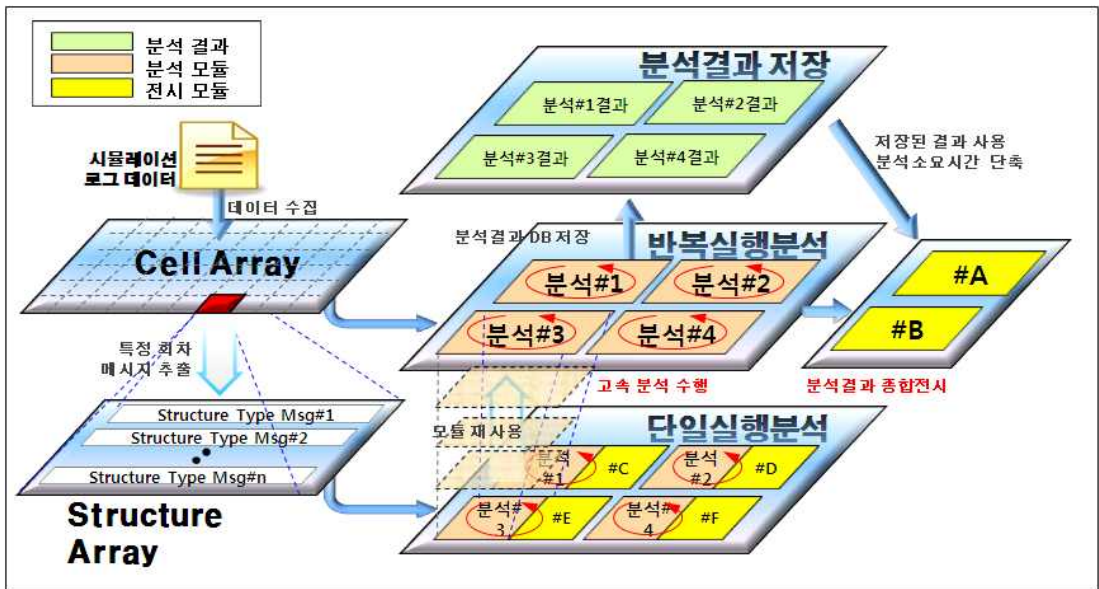 분석 결과
분석 모듈
전시 모듈
시뮬레이션
로그 데이터
데이터 수집
Cell Array
특정 회차
메시지 추출
Structure Type Msg#1
Structure Type Msg#2
Structure Type Msg#n
Structure
Array
분석결과 저장
분석#1결과
분석#2결과
분석#3결과
분석#4결과
저장된 결과 사용
분석소요시간 단축
분석결과 DB 저장
반복실행분석
분석#1
분석#2
분석#3
분석#4
#A
#B
고속 분석 수행
분석결과 종합전시
모듈 재사용
단일실행분석
분석
#1
#C
분석
#2
#D
분석#
3
#E
분석#
4
#F